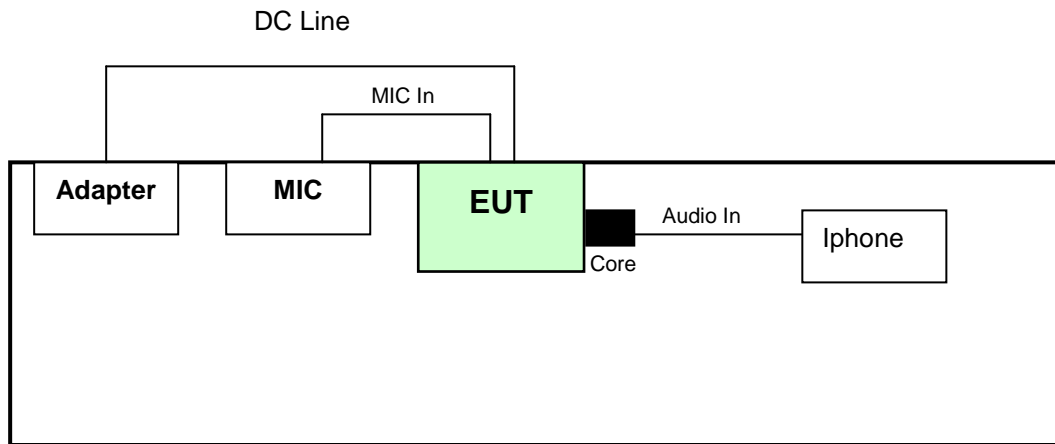 DC Line
MIC In
Adapter
MIC
EUT
Audio In
Iphone
Core